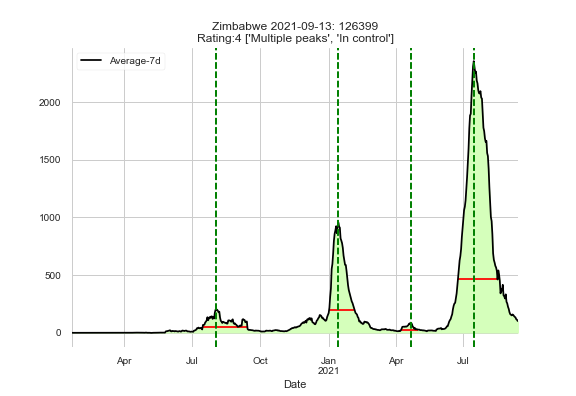 Zimbabwe 2021-09-13: 126399
Rating:4 ['Multiple peaks', 'In control']
Average-7d
2000
1500
1000
500
0
Apr
Jul
Oct
Jan
2021
Apr
Jul
Date